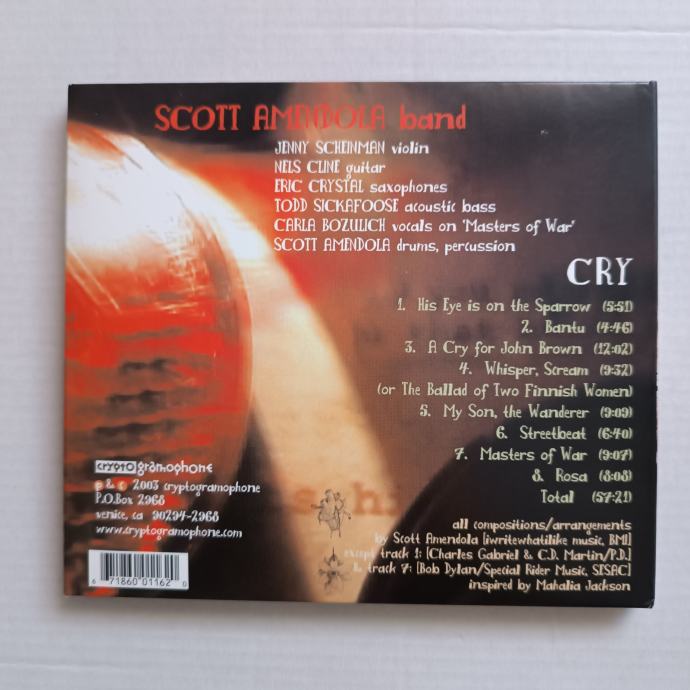 SCOTT AMENDOLA band
JENNY SCHEINMAN violin
NELS CLINE guitar
ERIC CRYSTAL saxophones
TODD SICKAFOOSE acoustic bass
CARLA BOZULICH vocals on 'Masters of War'
SCOTT AMENDOLA drums, percussion
CRY
1. His Eye is on the Sparrow (5:51)
2. Bantu (4:46)
3. A Cry for John Brown (12:02)
4. Whisper, Scream (9:32)
(or The Ballad of Two Finnish Women)
5. My Son, the Wanderer (9:09)
6. Streetbeat (6:40)
7. Masters of War (9:07)
8. Rosa (8:08)
Total (57:21)
cryptogramophone
p & c 2003 cryptogramophone
P.O.Box 2968
venice, ca 90294-2968
www.cryptogramophone.com
all compositions/arrangements
by Scott Amendola [iwritewhatilike music, BMI]
except track 1: [Charles Gabriel & C.D. Martin/P.D.]
& track 7: [Bob Dylan/Special Rider Music, SESAC]
inspired by Mahalia Jackson
6 71860 01162 0